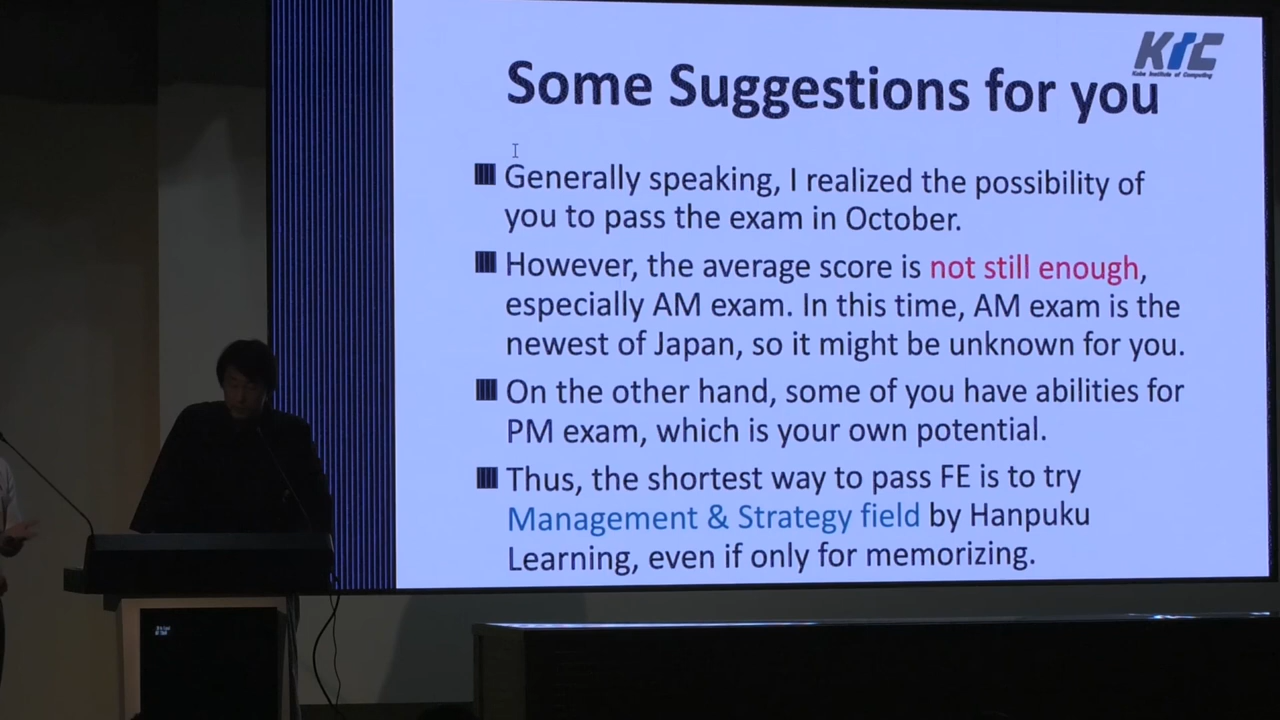 KIC
Kobe Institute of Computing
Some Suggestions for you
Generally speaking, I realized the possibility of
you to pass the exam in October.
However, the average score is not still enough,
especially AM exam. In this time, AM exam is the
newest of Japan, so it might be unknown for you.
On the other hand, some of you have abilities for
PM exam, which is your own potential.
Thus, the shortest way to pass FE is to try
Management & Strategy field by Hanpuku
Learning, even if only for memorizing.